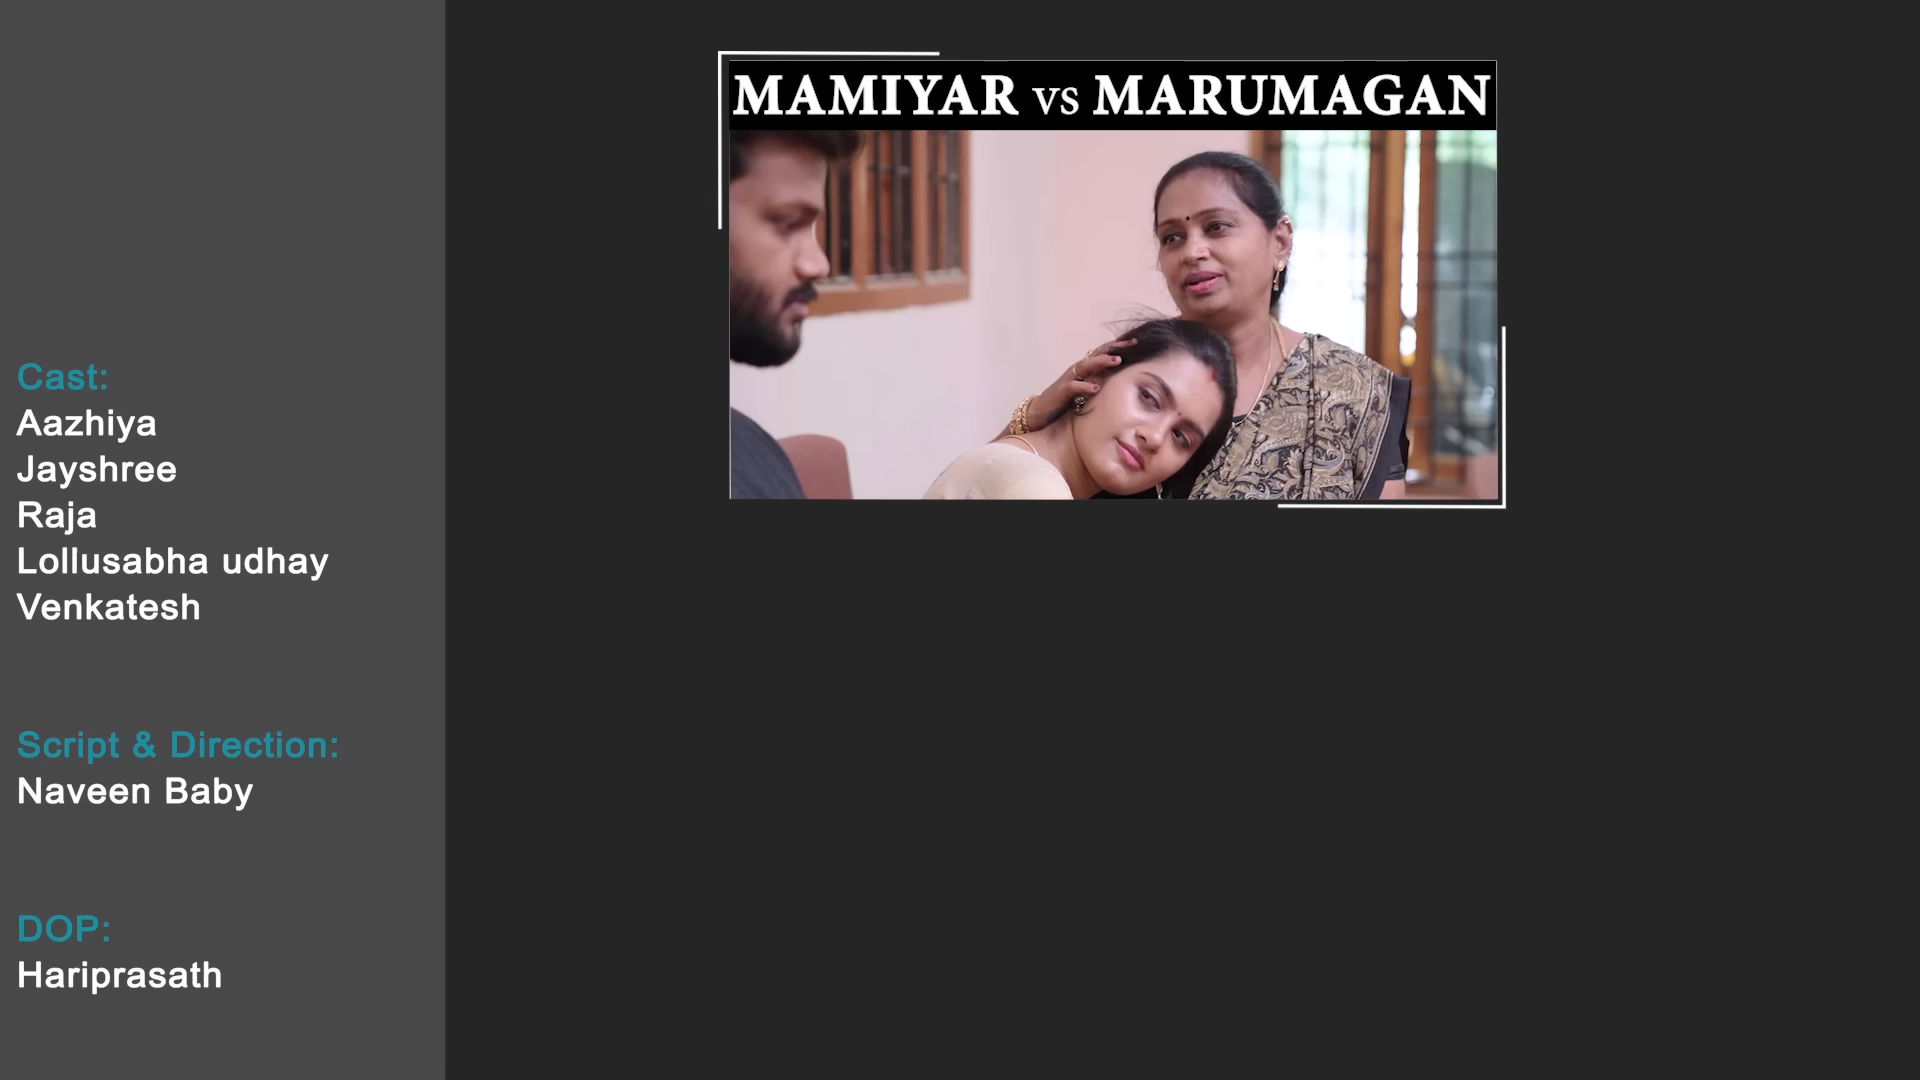 MAMIYAR VS MARUMAGAN
Cast:
Aazhiya
Jayshree
Raja
Lollusabha udhay
Venkatesh
Script & Direction:
Naveen Baby
DOP:
Hariprasath